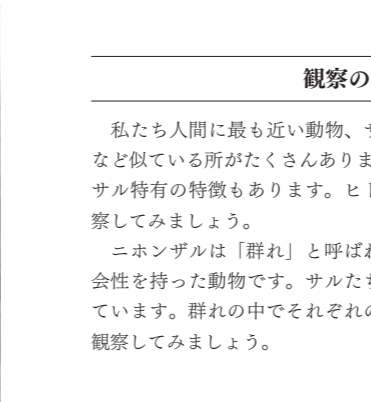 観察の
私たち人間に最も近い動物、サ
など似ている所がたくさんありま
サル特有の特徴もあります。ヒト
察してみましょう。
ニホンザルは「群れ」と呼ばれ
会性を持った動物です。サルたち
ています。群れの中でそれぞれの
観察してみましょう。